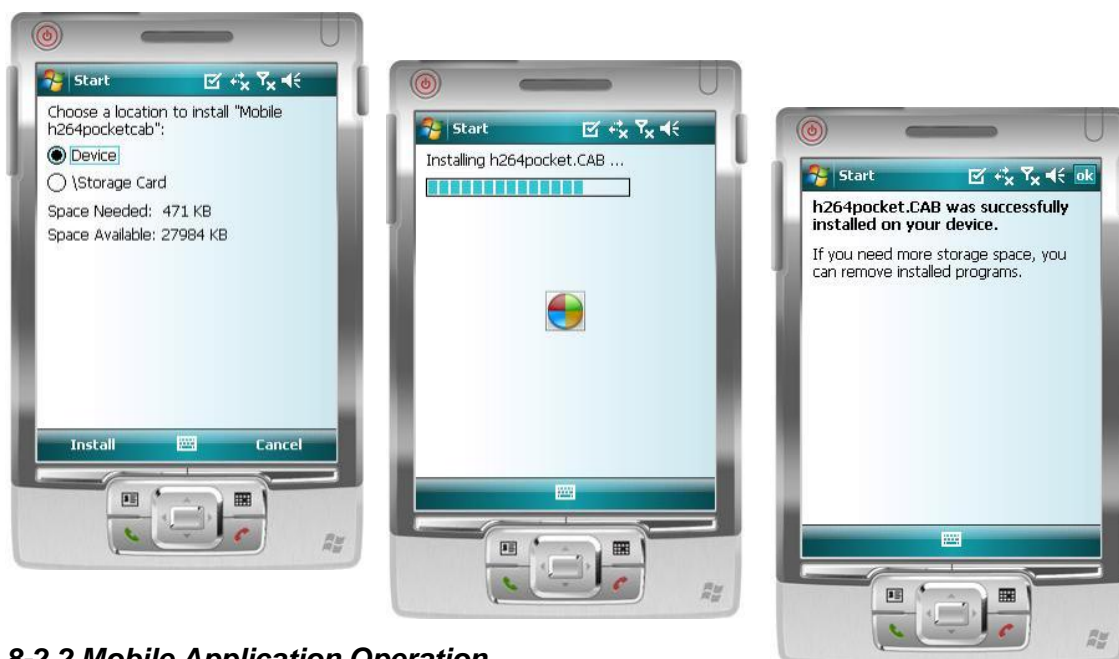 Start
Choose a location to install "Mobile
h264pocketcab":
Device
\Storage Card
Space Needed: 471 KB
Space Available: 27984 KB
Install Cancel
Start
Installing h264pocket.CAB ...
Start ok
h264pocket.CAB was successfully
installed on your device.
If you need more storage space, you
can remove installed programs.
8-2.2 Mobile Application Operation